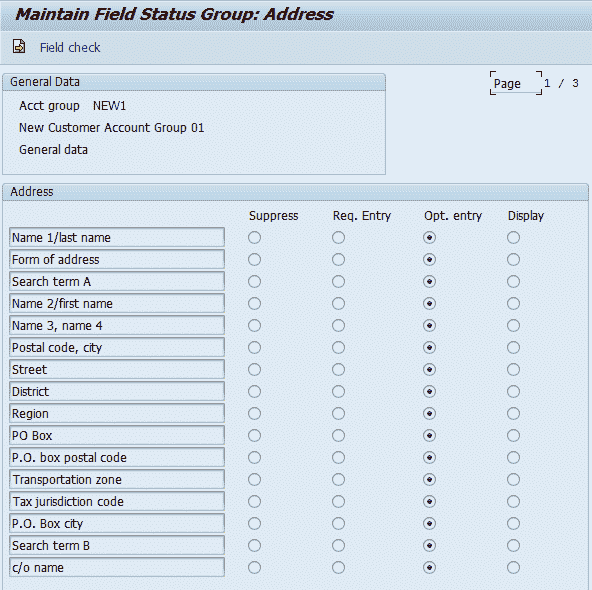 Maintain Field Status Group: Address
Field check
General Data
Page 1 / 3
Acct group NEW1
New Customer Account Group 01
General data
Address
Suppress Req. Entry Opt. entry Display
Name 1/last name
Form of address
Search term A
Name 2/first name
Name 3, name 4
Postal code, city
Street
District
Region
PO Box
P.O. box postal code
Transportation zone
Tax jurisdiction code
P.O. Box city
Search term B
c/o name